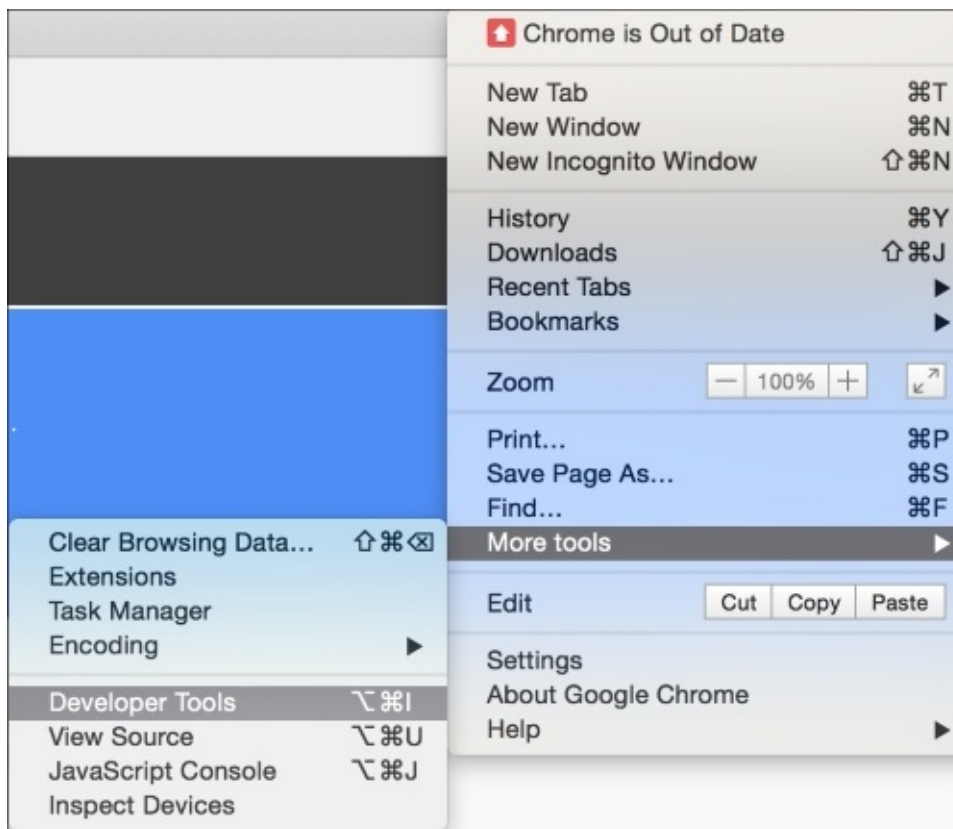 Chrome is Out of Date
New Tab ⌘T
New Window ⌘N
New Incognito Window ⇧⌘N
History ⌘Y
Downloads ⇧⌘J
Recent Tabs ▶
Bookmarks ▶
Zoom — 100% +
Print... ⌘P
Save Page As... ⌘S
Find... ⌘F
More tools ▶
Edit Cut Copy Paste
Settings
About Google Chrome
Help ▶
Clear Browsing Data... ⇧⌘⌫
Extensions
Task Manager
Encoding ▶
Developer Tools ⌥⌘I
View Source ⌥⌘U
JavaScript Console ⌥⌘J
Inspect Devices